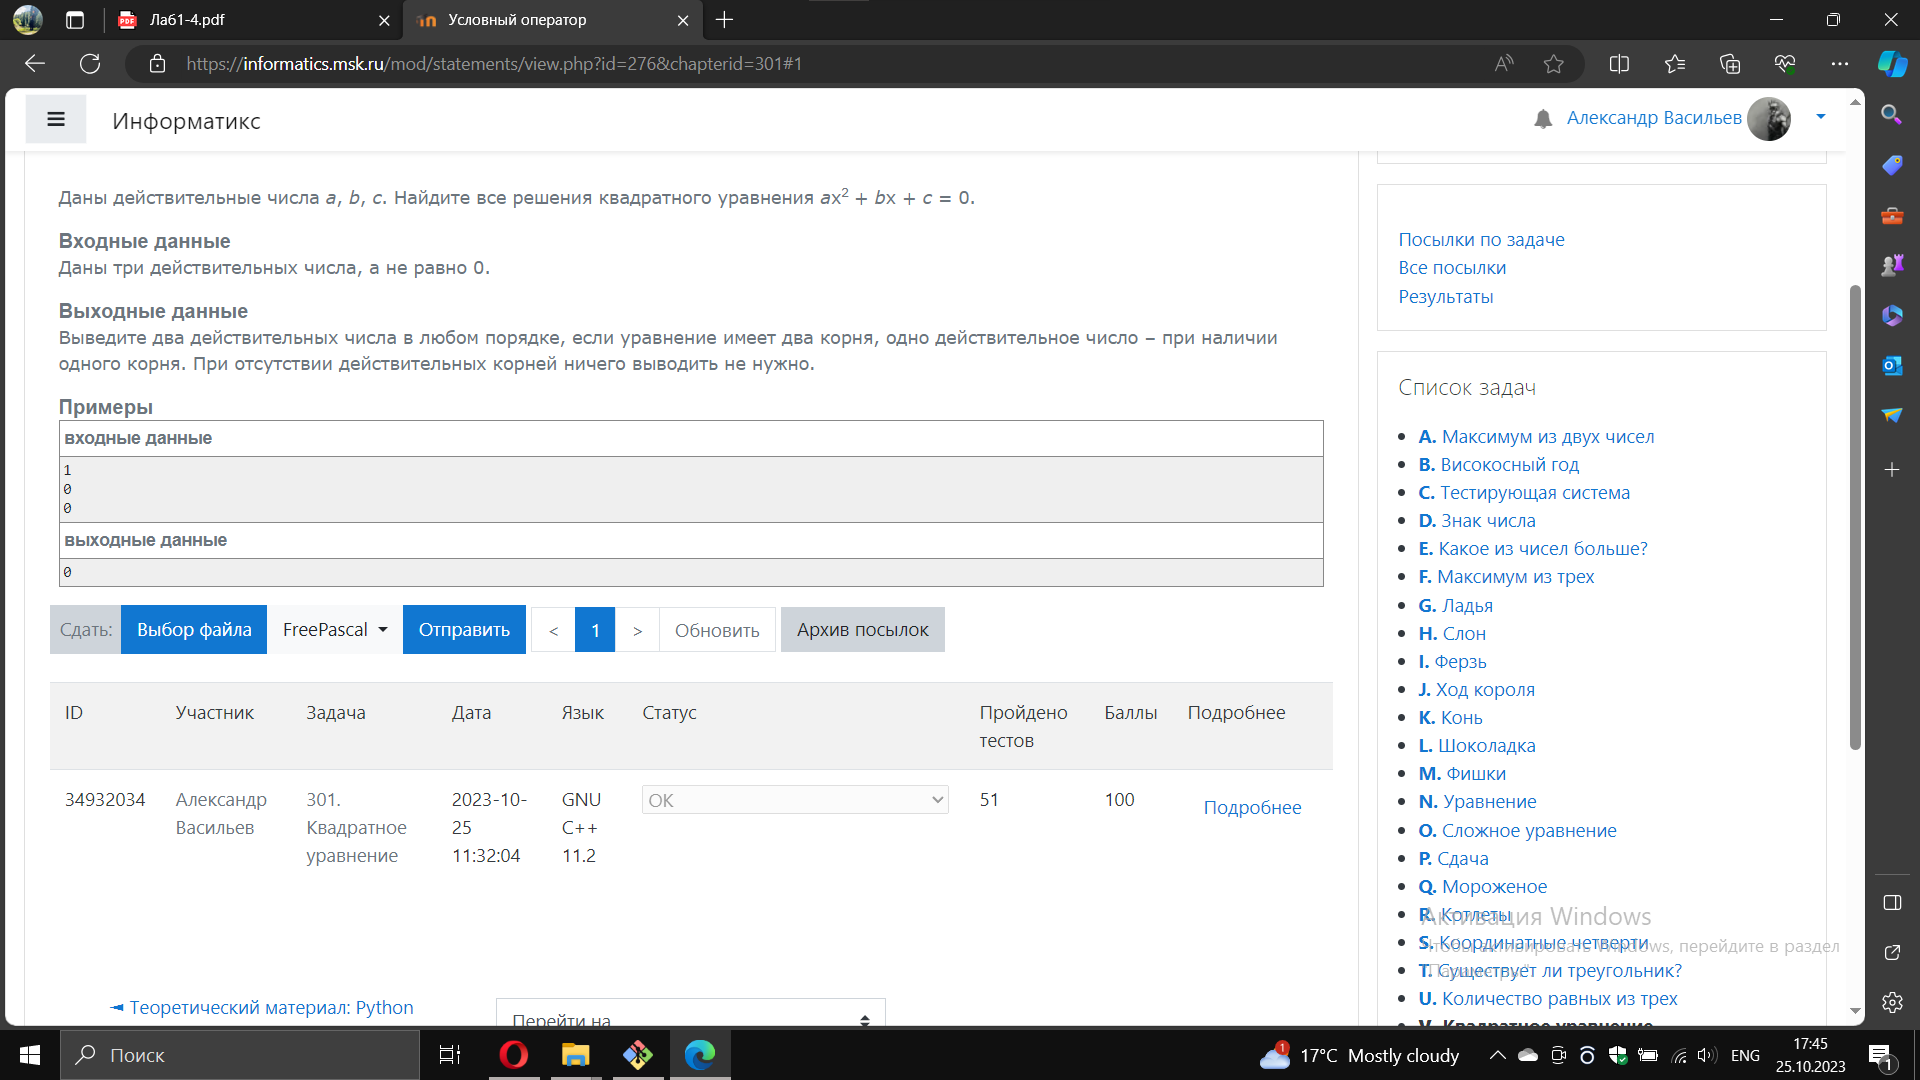 Ла61-4.pdf
Условный оператор
https://informatics.msk.ru/mod/statements/view.php?id=276&chapterid=301#1
Информатикс
Александр Васильев
Даны действительные числа a, b, c. Найдите все решения квадратного уравнения ax² + bx + c = 0.
Входные данные
Даны три действительных числа, а не равно 0.
Выходные данные
Выведите два действительных числа в любом порядке, если уравнение имеет два корня, одно действительное число – при наличии
одного корня. При отсутствии действительных корней ничего выводить не нужно.
Примеры
входные данные
1
0
0
выходные данные
0
Сдать: Выбор файла FreePascal Отправить < 1 > Обновить Архив посылок
ID Участник Задача Дата Язык Статус Пройдено тестов Баллы Подробнее
34932034 Александр Васильев 301. Квадратное уравнение 2023-10-25 11:32:04 GNU C++ 11.2 OK 51 100 Подробнее
◄ Теоретический материал: Python
Перейти на...
Посылки по задаче
Все посылки
Результаты
Список задач
A. Максимум из двух чисел
B. Високосный год
C. Тестирующая система
D. Знак числа
E. Какое из чисел больше?
F. Максимум из трех
G. Ладья
H. Слон
I. Ферзь
J. Ход короля
K. Конь
L. Шоколадка
M. Фишки
N. Уравнение
O. Сложное уравнение
P. Сдача
Q. Мороженое
R. Котлеты
S. Координатные четверти
T. Существует ли треугольник?
U. Количество равных из трех
V. Квадратное уравнение
Активация Windows
Чтобы активировать Windows, перейдите в раздел
"Параметры".
Поиск
1
17°C Mostly cloudy
ENG
17:45
25.10.2023
1